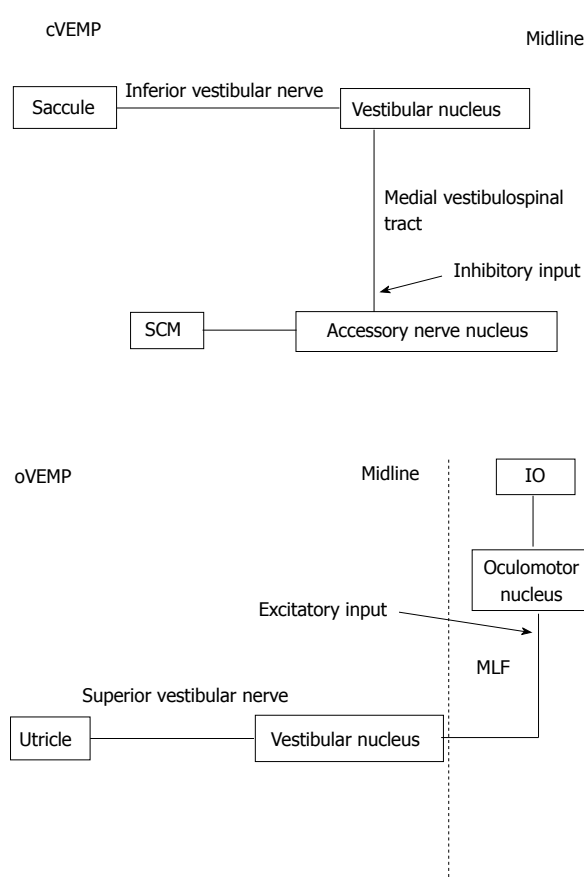 cVEMP
Midline
Inferior vestibular nerve
Saccule
Vestibular nucleus
Medial vestibulospinal
tract
Inhibitory input
SCM
Accessory nerve nucleus
oVEMP
Midline
IO
Oculomotor
nucleus
Excitatory input
MLF
Superior vestibular nerve
Utricle
Vestibular nucleus